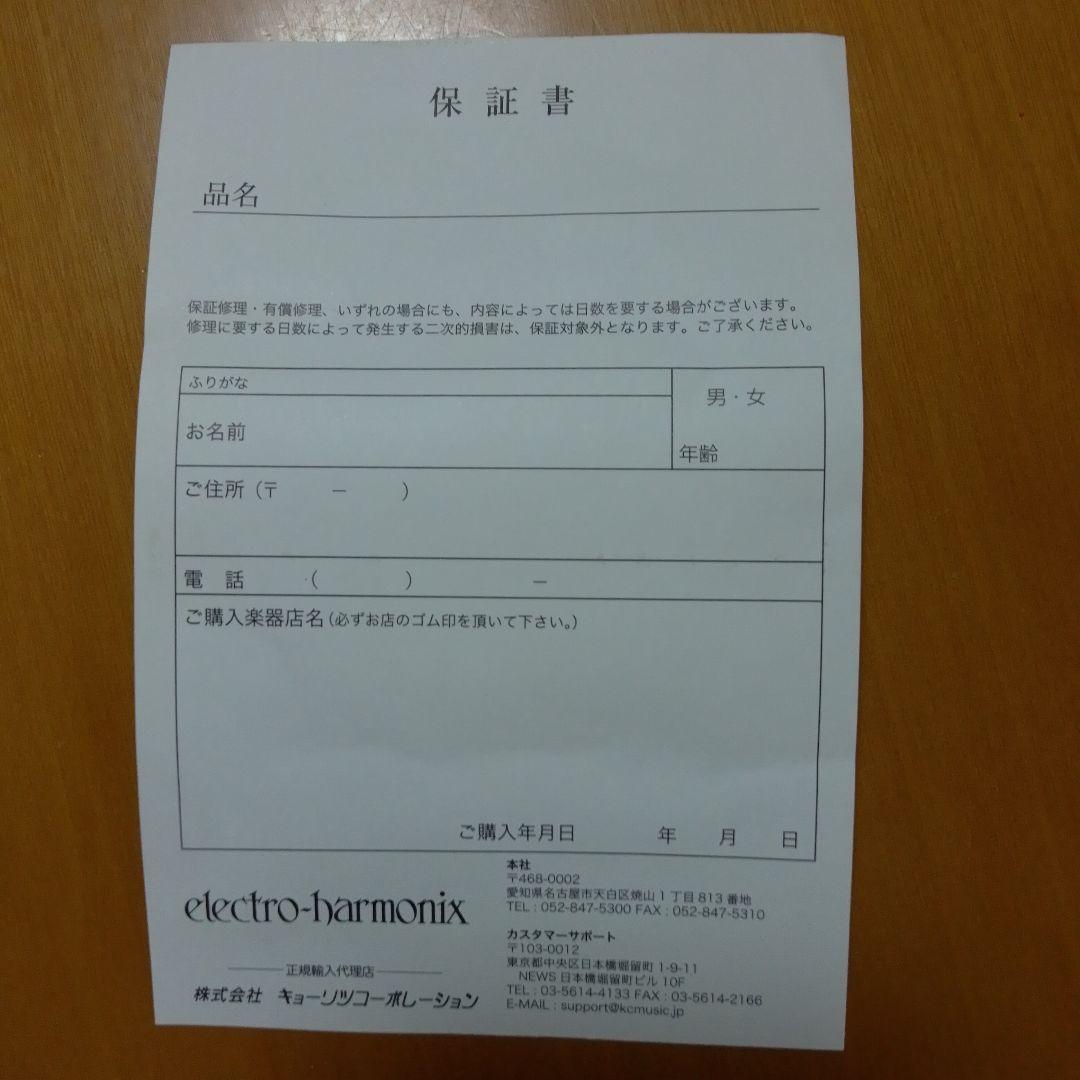 保証書
品名
保証修理・有償修理、いずれの場合にも、内容によっては日数を要する場合がございます。
修理に要する日数によって発生する二次的損害は、保証対象外となります。ご了承ください。
ふりがな
男・女
お名前
年齢
ご住所(〒 - )
電 話 ( ) -
ご購入楽器店名(必ずお店のゴム印を頂いて下さい。)
ご購入年月日 年 月 日
electro-harmonix
正規輸入代理店
株式会社 キョーリツコーポレーション
本社
〒468-0002
愛知県名古屋市天白区焼山1丁目813番地
TEL : 052-847-5300 FAX : 052-847-5310
カスタマーサポート
〒103-0012
東京都中央区日本橋堀留町1-9-11
NEWS 日本橋堀留町ビル 10F
TEL : 03-5614-4133 FAX : 03-5614-2166
E-MAIL : support@kcmusic.jp